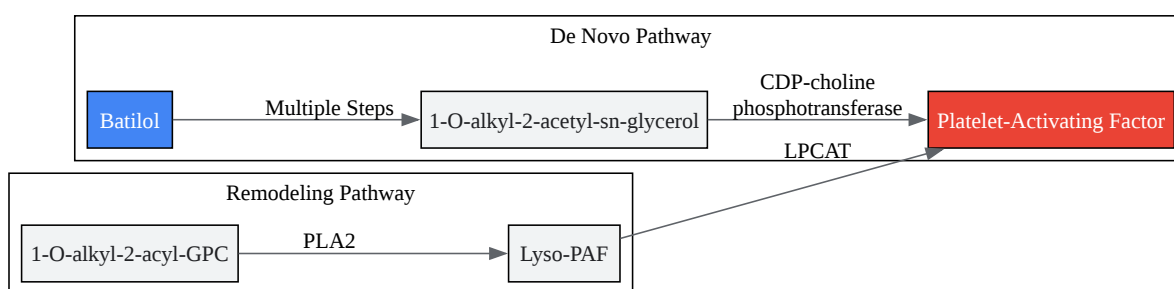 De Novo Pathway
Batilol
Multiple Steps
1-O-alkyl-2-acetyl-sn-glycerol
CDP-choline
phosphotransferase
Platelet-Activating Factor
LPCAT
Remodeling Pathway
1-O-alkyl-2-acyl-GPC
PLA2
Lyso-PAF